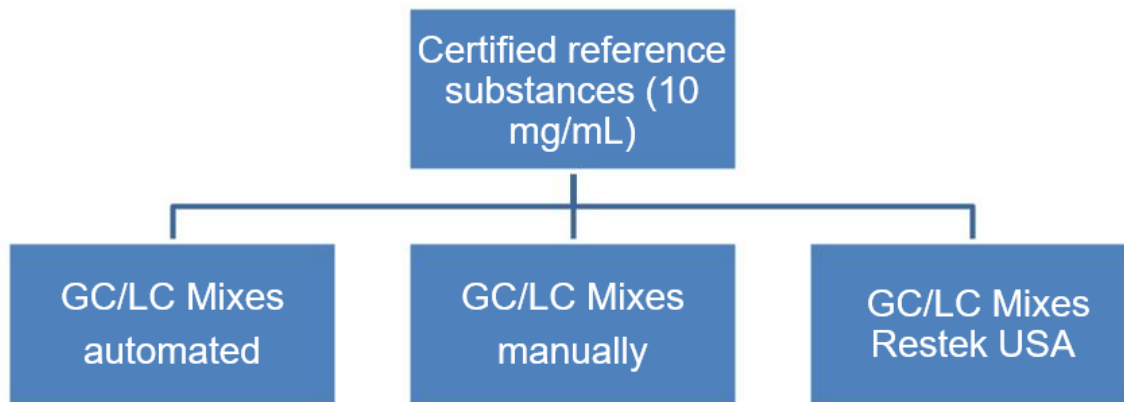 Certified reference
substances (10
mg/mL)
GC/LC Mixes
automated
GC/LC Mixes
manually
GC/LC Mixes
Restek USA